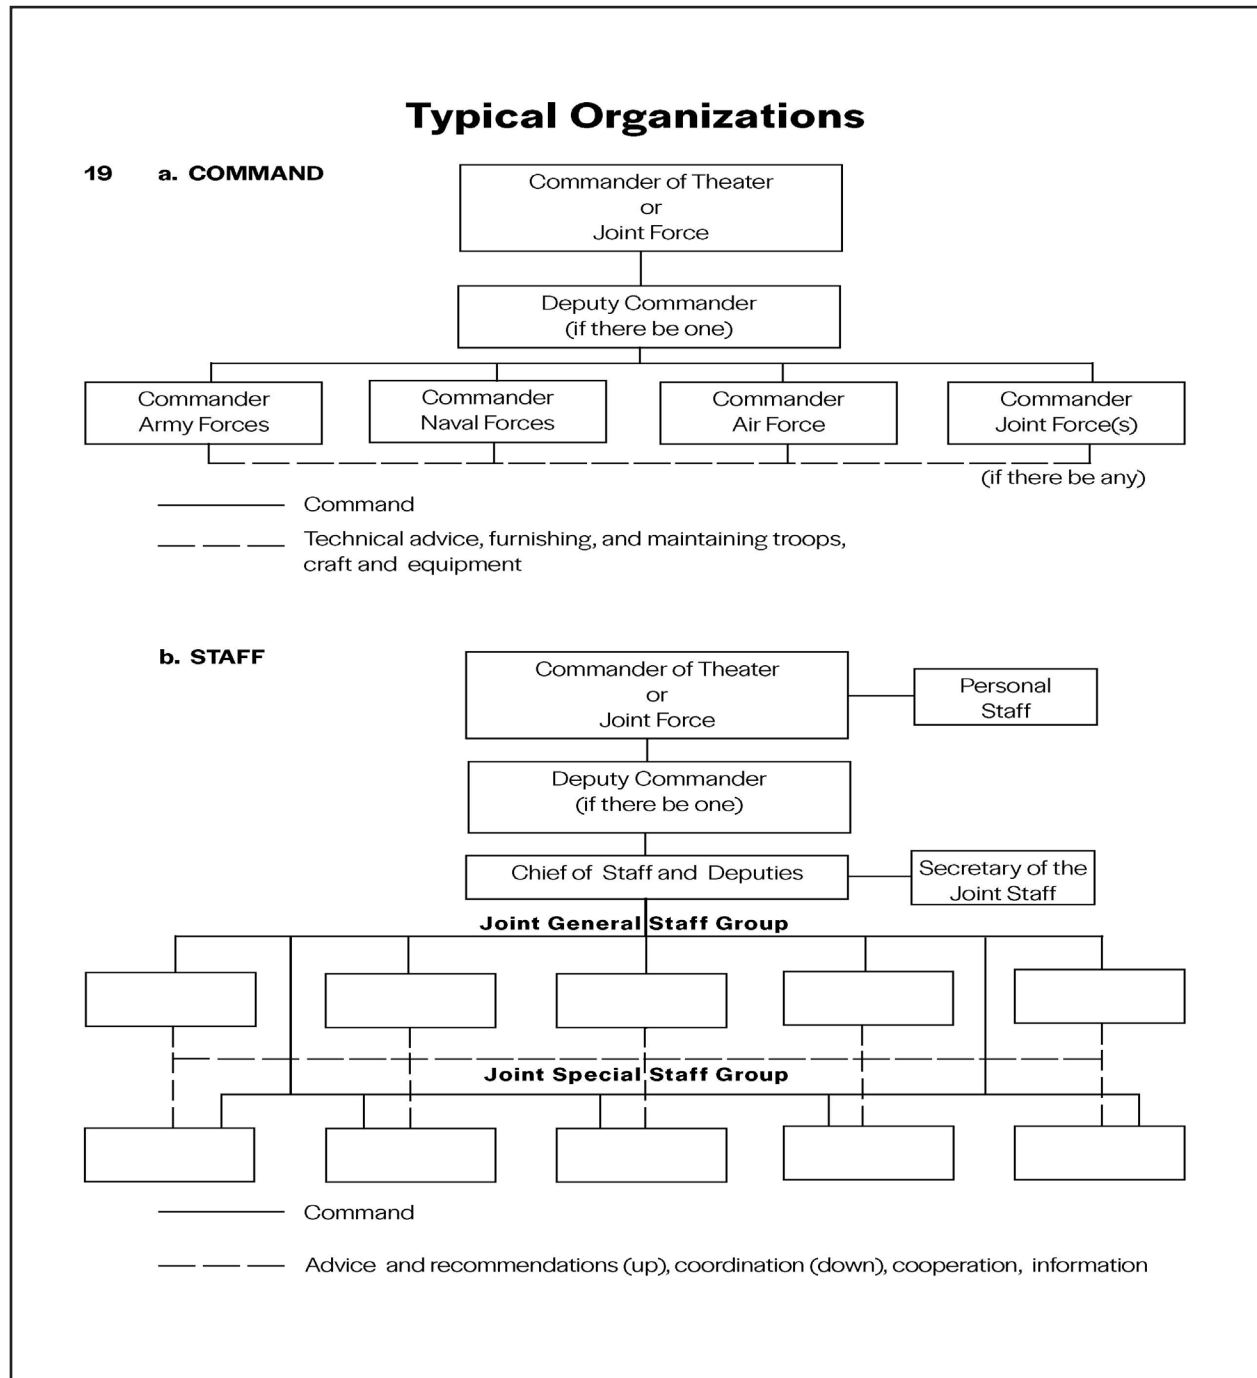 Typical Organizations
19 a. COMMAND
Commander of Theater
or
Joint Force
Deputy Commander
(if there be one)
Commander
Army Forces
Commander
Naval Forces
Commander
Air Force
Commander
Joint Force(s)
(if there be any)
Command
Technical advice, furnishing, and maintaining troops,
craft and equipment
b. STAFF
Commander of Theater
or
Joint Force
Personal
Staff
Deputy Commander
(if there be one)
Chief of Staff and Deputies
Secretary of the
Joint Staff
Joint General Staff Group
Joint Special Staff Group
Command
Advice and recommendations (up), coordination (down), cooperation, information